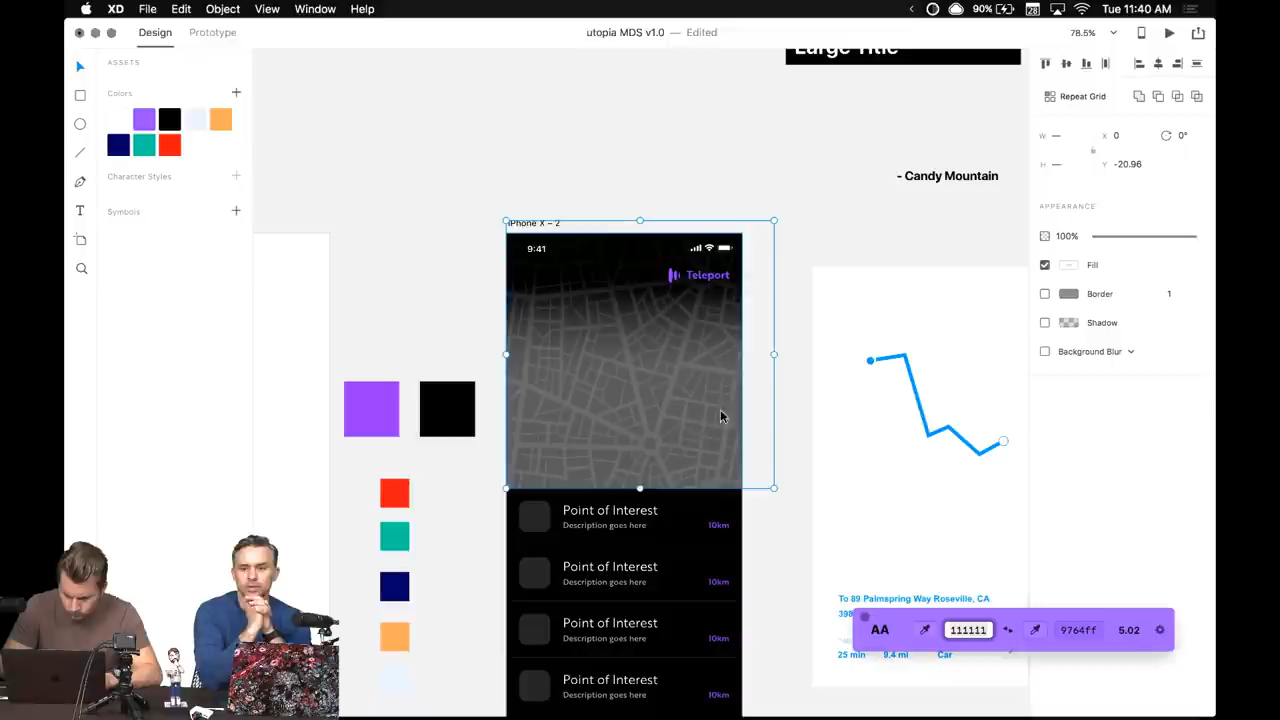 XD File Edit Object View Window Help
90% 28 Tue 11:40 AM
Design Prototype
utopia MDS v1.0 — Edited
78.5%
ASSETS
Colors
Character Styles
Symbols
Large Title
- Candy Mountain
iPhone X – 2
9:41
Teleport
Point of Interest
Description goes here 10km
Point of Interest
Description goes here 10km
Point of Interest
Description goes here 10km
Point of Interest
Description goes here 10km
To 89 Palmspring Way Roseville, CA
398
25 min 9.4 mi Car
AA 111111 9764ff 5.02
Repeat Grid
W — X 0 0°
H — Y -20.96
APPEARANCE
100%
Fill
Border 1
Shadow
Background Blur